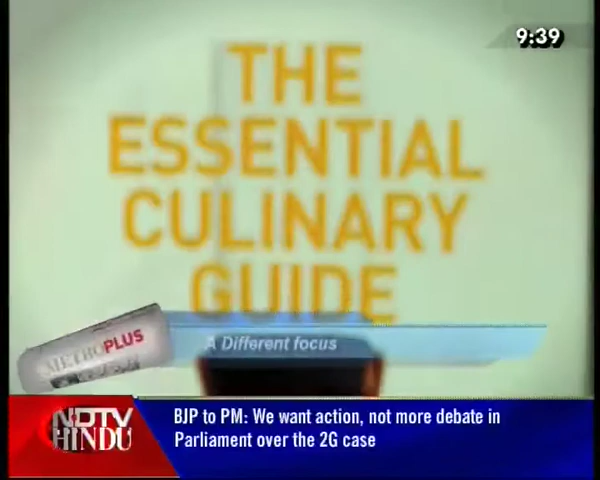 9:39
THE
ESSENTIAL
CULINARY
GUIDE
METROPLUS
A Different focus
NDTV
HINDU
BJP to PM: We want action, not more debate in
Parliament over the 2G case